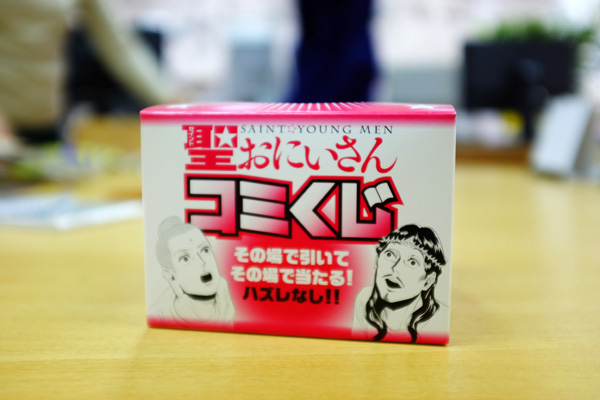 SAINT☆YOUNG MEN
聖おにいさん
コミくじ
その場で引いて
その場で当たる!
ハズレなし!!